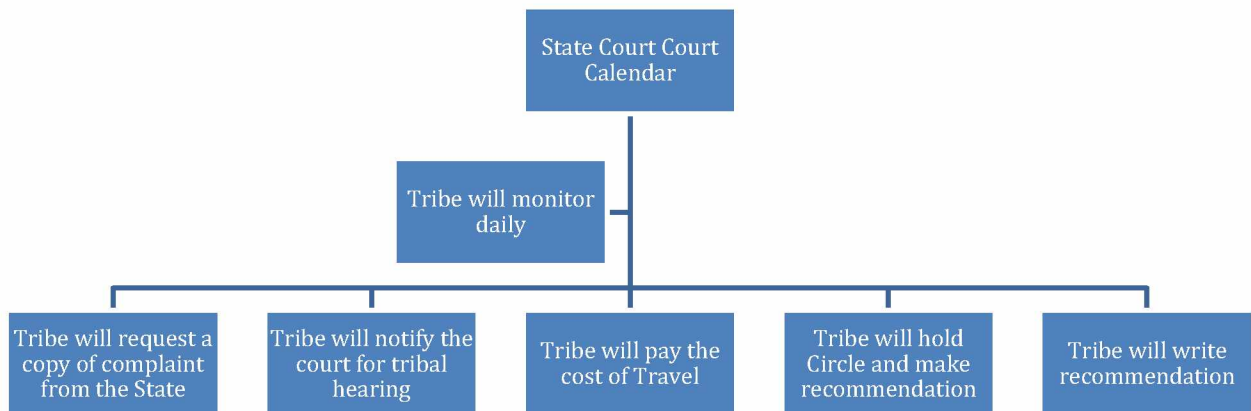 State Court Court
Calendar
Tribe will monitor
daily
Tribe will request a
copy of complaint
from the State
Tribe will notify the
court for tribal
hearing
Tribe will pay the
cost of Travel
Tribe will hold
Circle and make
recommendation
Tribe will write
recommendation